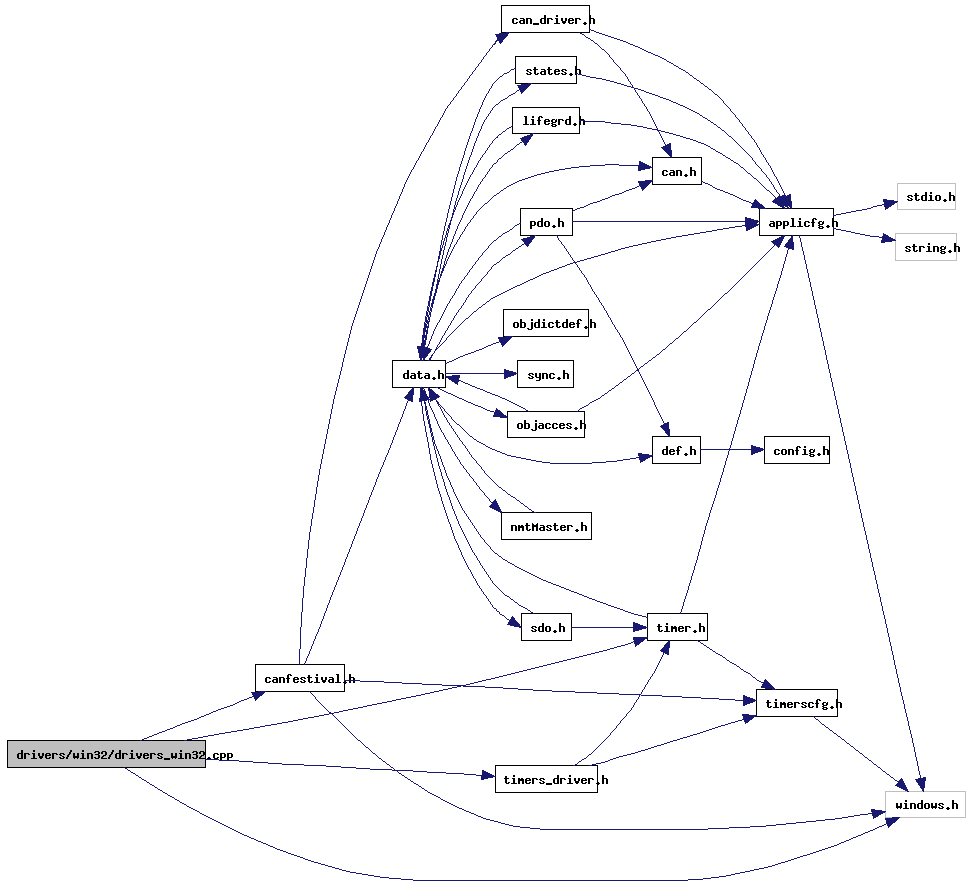 can_driver.h
states.h
lifegrd.h
can.h
stdio.h
pdo.h
applicfg.h
string.h
objdictdef.h
data.h
sync.h
objacces.h
def.h
config.h
nmtMaster.h
sdo.h
timer.h
canfestival.h
timerscfg.h
drivers/win32/drivers_win32.cpp
timers_driver.h
windows.h